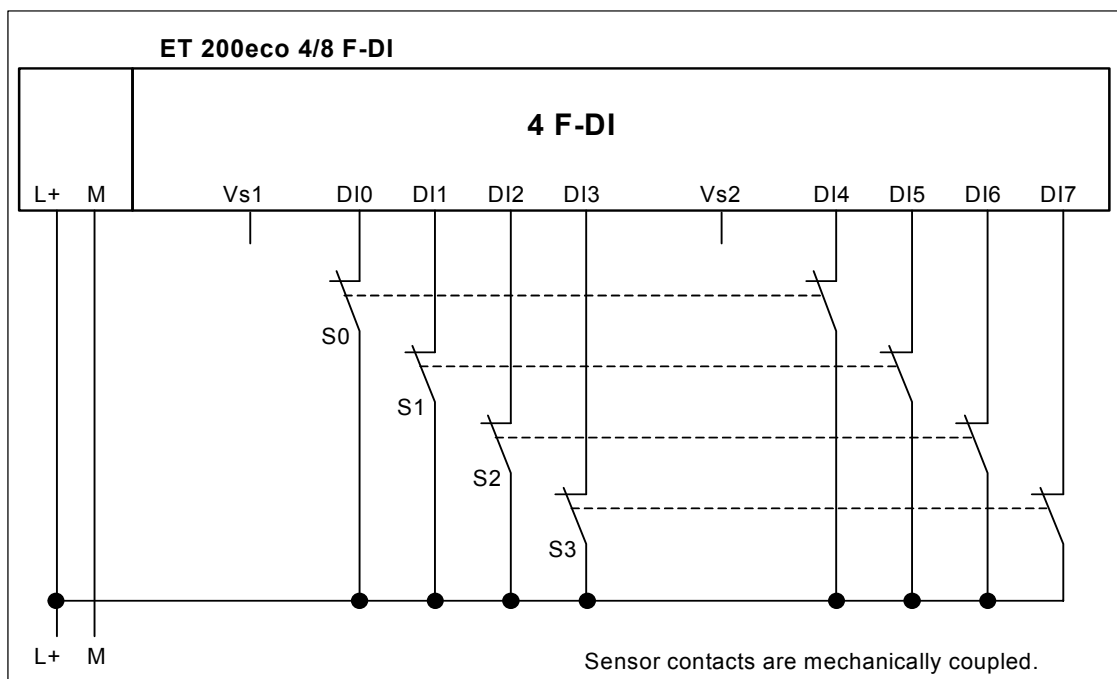 ET 200eco 4/8 F-DI
4 F-DI
L+ M Vs1 DI0 DI1 DI2 DI3 Vs2 DI4 DI5 DI6 DI7
S0
S1
S2
S3
L+ M
Sensor contacts are mechanically coupled.